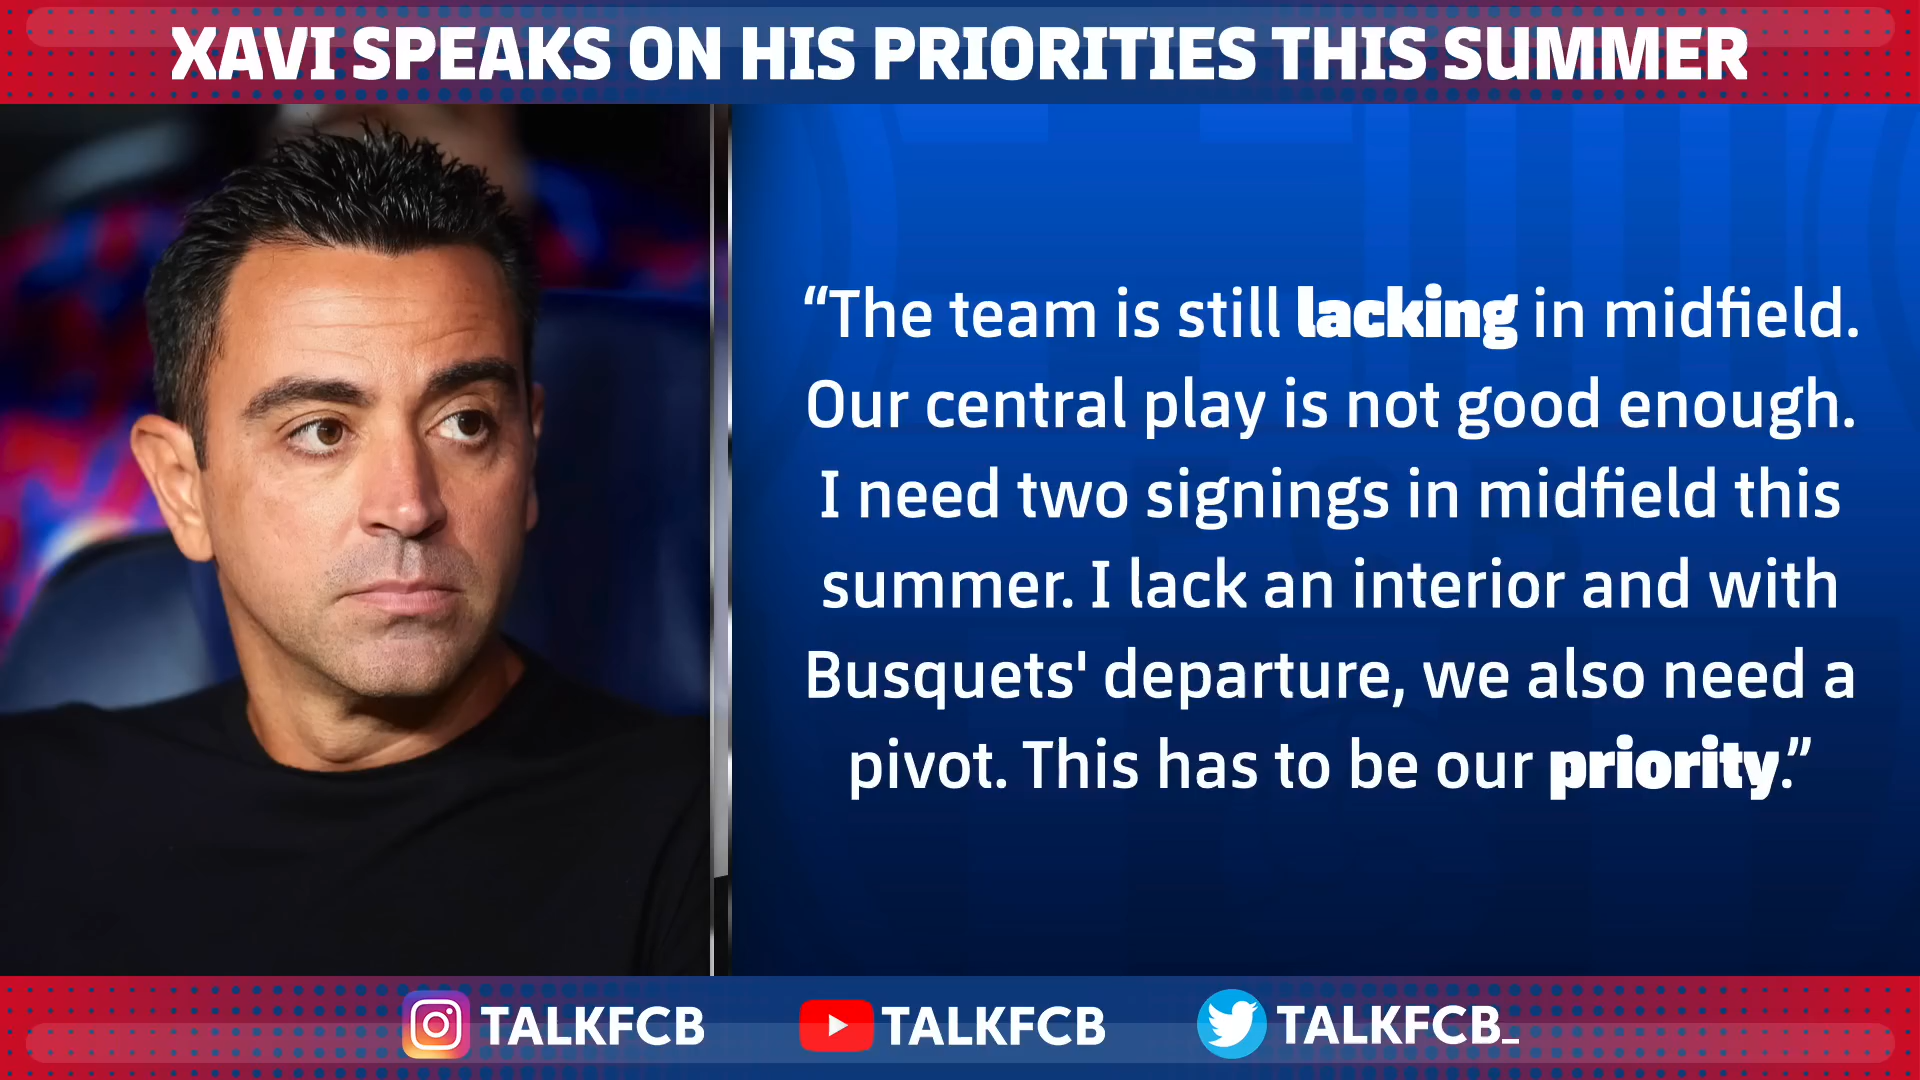 XAVI SPEAKS ON HIS PRIORITIES THIS SUMMER
“The team is still lacking in midfield.
Our central play is not good enough.
I need two signings in midfield this
summer. I lack an interior and with
Busquets' departure, we also need a
pivot. This has to be our priority.”
TALKFCB TALKFCB TALKFCB_